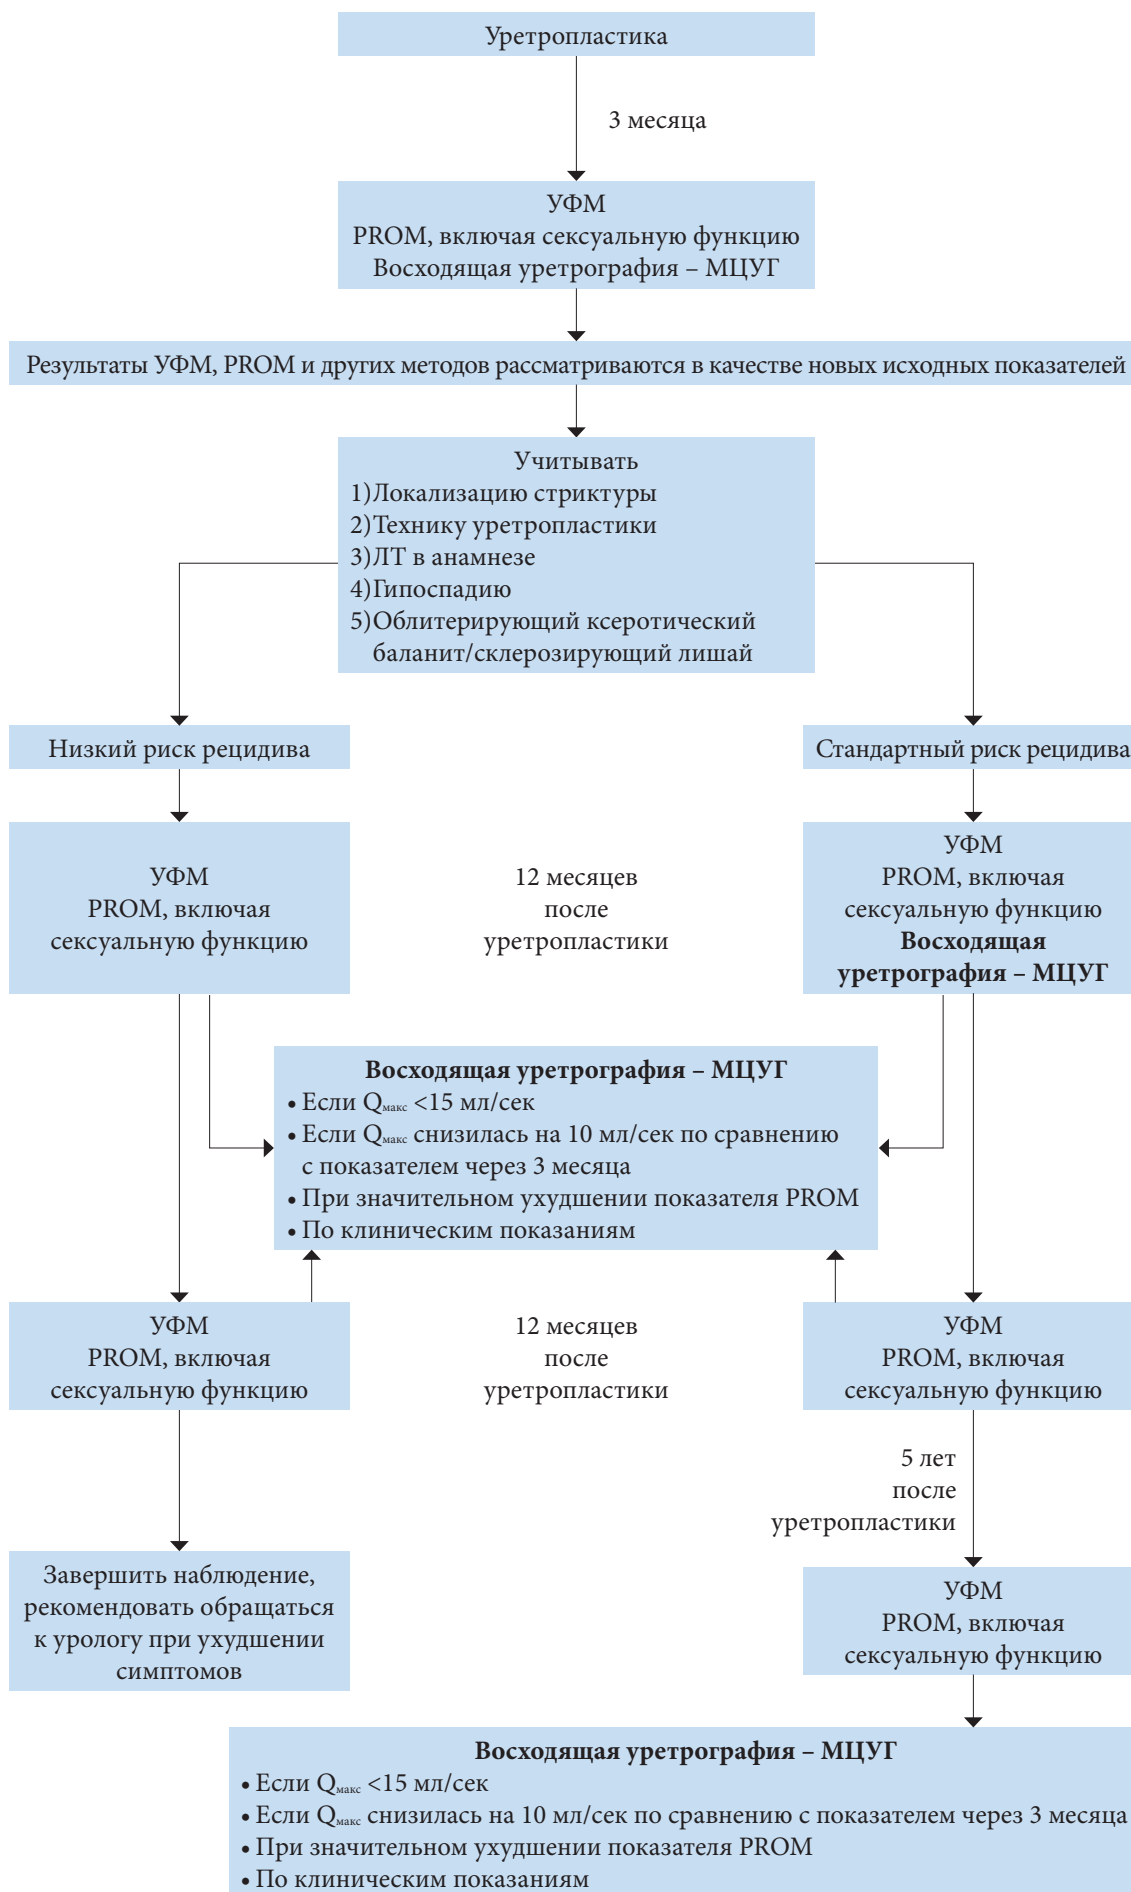 Уретропластика
3 месяца
УФМ
PROM, включая сексуальную функцию
Восходящая уретрография – МЦУГ
Результаты УФМ, PROM и других методов рассматриваются в качестве новых исходных показателей
Учитывать
1)Локализацию стриктуры
2)Технику уретропластики
3)ЛТ в анамнезе
4)Гипоспадию
5)Облитерирующий ксеротический
баланит/склерозирующий лишай
Низкий риск рецидива
Стандартный риск рецидива
УФМ
PROM, включая
сексуальную функцию
12 месяцев
после
уретропластики
УФМ
PROM, включая
сексуальную функцию
Восходящая
уретрография – МЦУГ
Восходящая уретрография – МЦУГ
• Если Qмакс <15 мл/сек
• Если Qмакс снизилась на 10 мл/сек по сравнению
с показателем через 3 месяца
• При значительном ухудшении показателя PROM
• По клиническим показаниям
УФМ
PROM, включая
сексуальную функцию
12 месяцев
после
уретропластики
УФМ
PROM, включая
сексуальную функцию
5 лет
после
уретропластики
Завершить наблюдение,
рекомендовать обращаться
к урологу при ухудшении
симптомов
УФМ
PROM, включая
сексуальную функцию
Восходящая уретрография – МЦУГ
• Если Qмакс <15 мл/сек
• Если Qмакс снизилась на 10 мл/сек по сравнению с показателем через 3 месяца
• При значительном ухудшении показателя PROM
• По клиническим показаниям